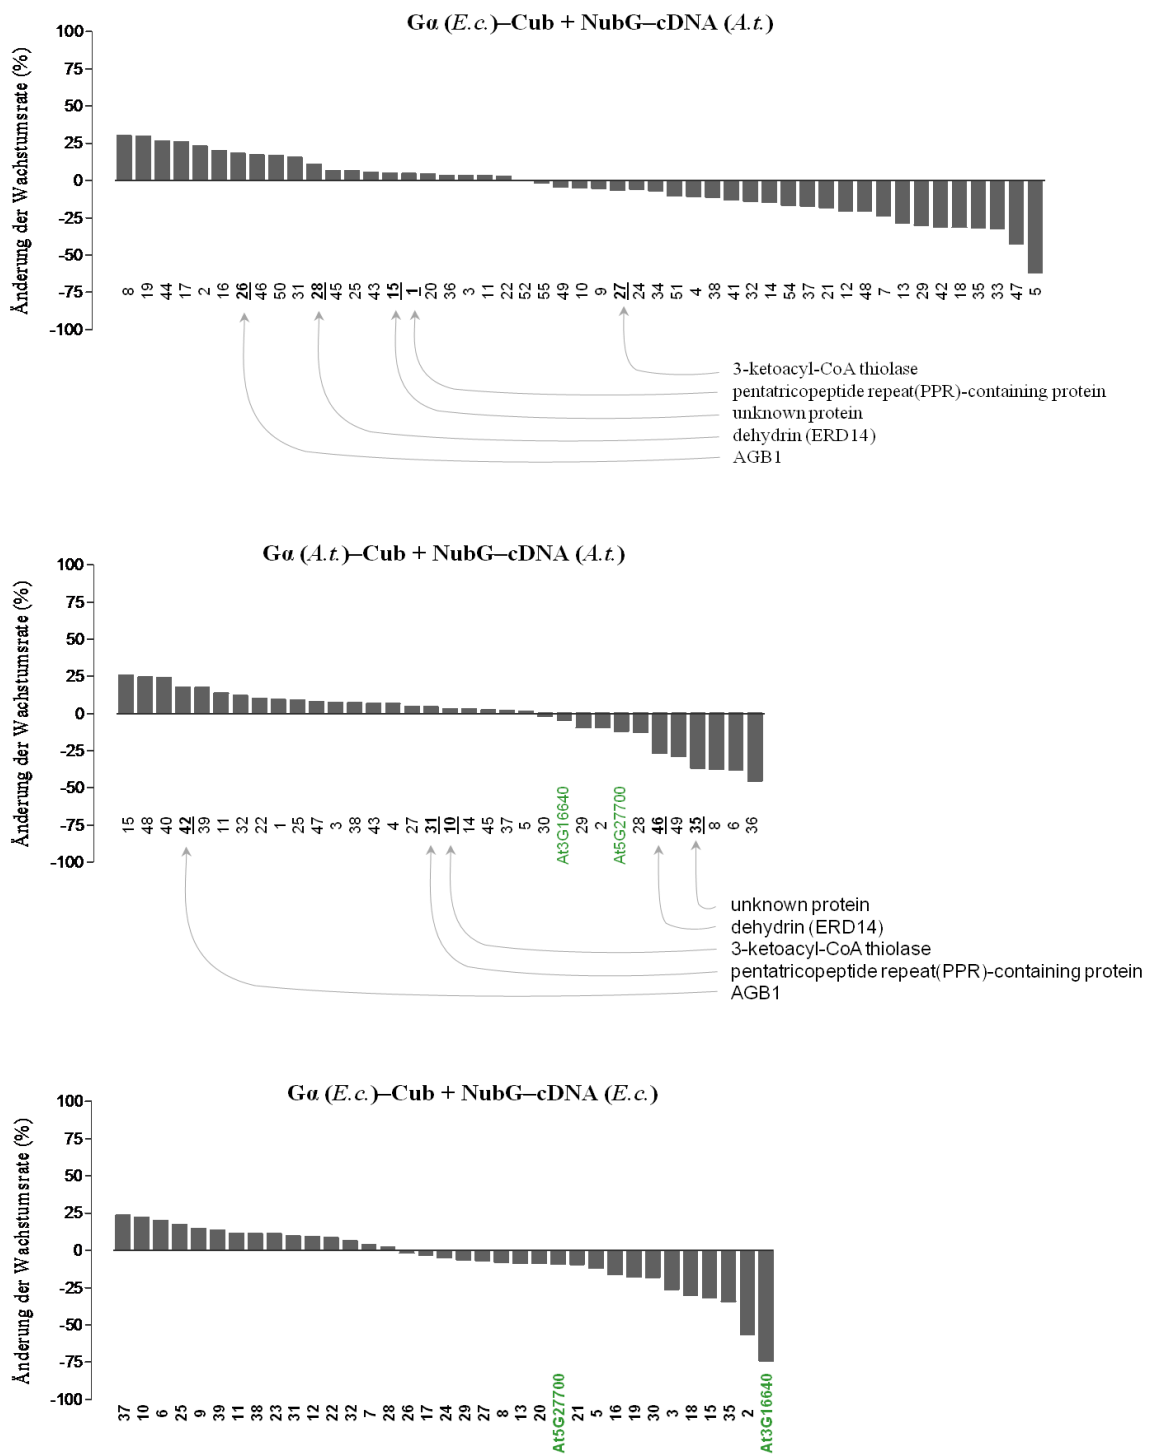 Gα (E.c.)–Cub + NubG–cDNA (A.t.)
Änderung der Wachstumsrate (%)
100
75
50
25
0
-25
-50
-75
-100
8 19 44 17 2 16 26 46 50 31 28 45 25 43 15 1 20 36 3 11 22 52 55 49 10 9 27 24 34 51 4 38 41 32 14 54 37 21 12 48 7 13 29 42 18 35 33 47 5
3-ketoacyl-CoA thiolase
pentatricopeptide repeat(PPR)-containing protein
unknown protein
dehydrin (ERD14)
AGB1
Gα (A.t.)–Cub + NubG–cDNA (A.t.)
Änderung der Wachstumsrate (%)
100
75
50
25
0
-25
-50
-75
-100
15 48 40 42 39 11 32 22 1 25 47 3 38 43 4 27 31 10 14 45 37 5 30 At3G16640 29 2 At5G27700 28 46 49 35 8 6 36
unknown protein
dehydrin (ERD14)
3-ketoacyl-CoA thiolase
pentatricopeptide repeat(PPR)-containing protein
AGB1
Gα (E.c.)–Cub + NubG–cDNA (E.c.)
Änderung der Wachstumsrate (%)
100
75
50
25
0
-25
-50
-75
-100
37 10 6 25 9 39 11 38 23 31 12 22 32 7 28 26 17 24 29 27 8 13 20 At5G27700 21 5 16 19 30 3 18 15 35 2 At3G16640